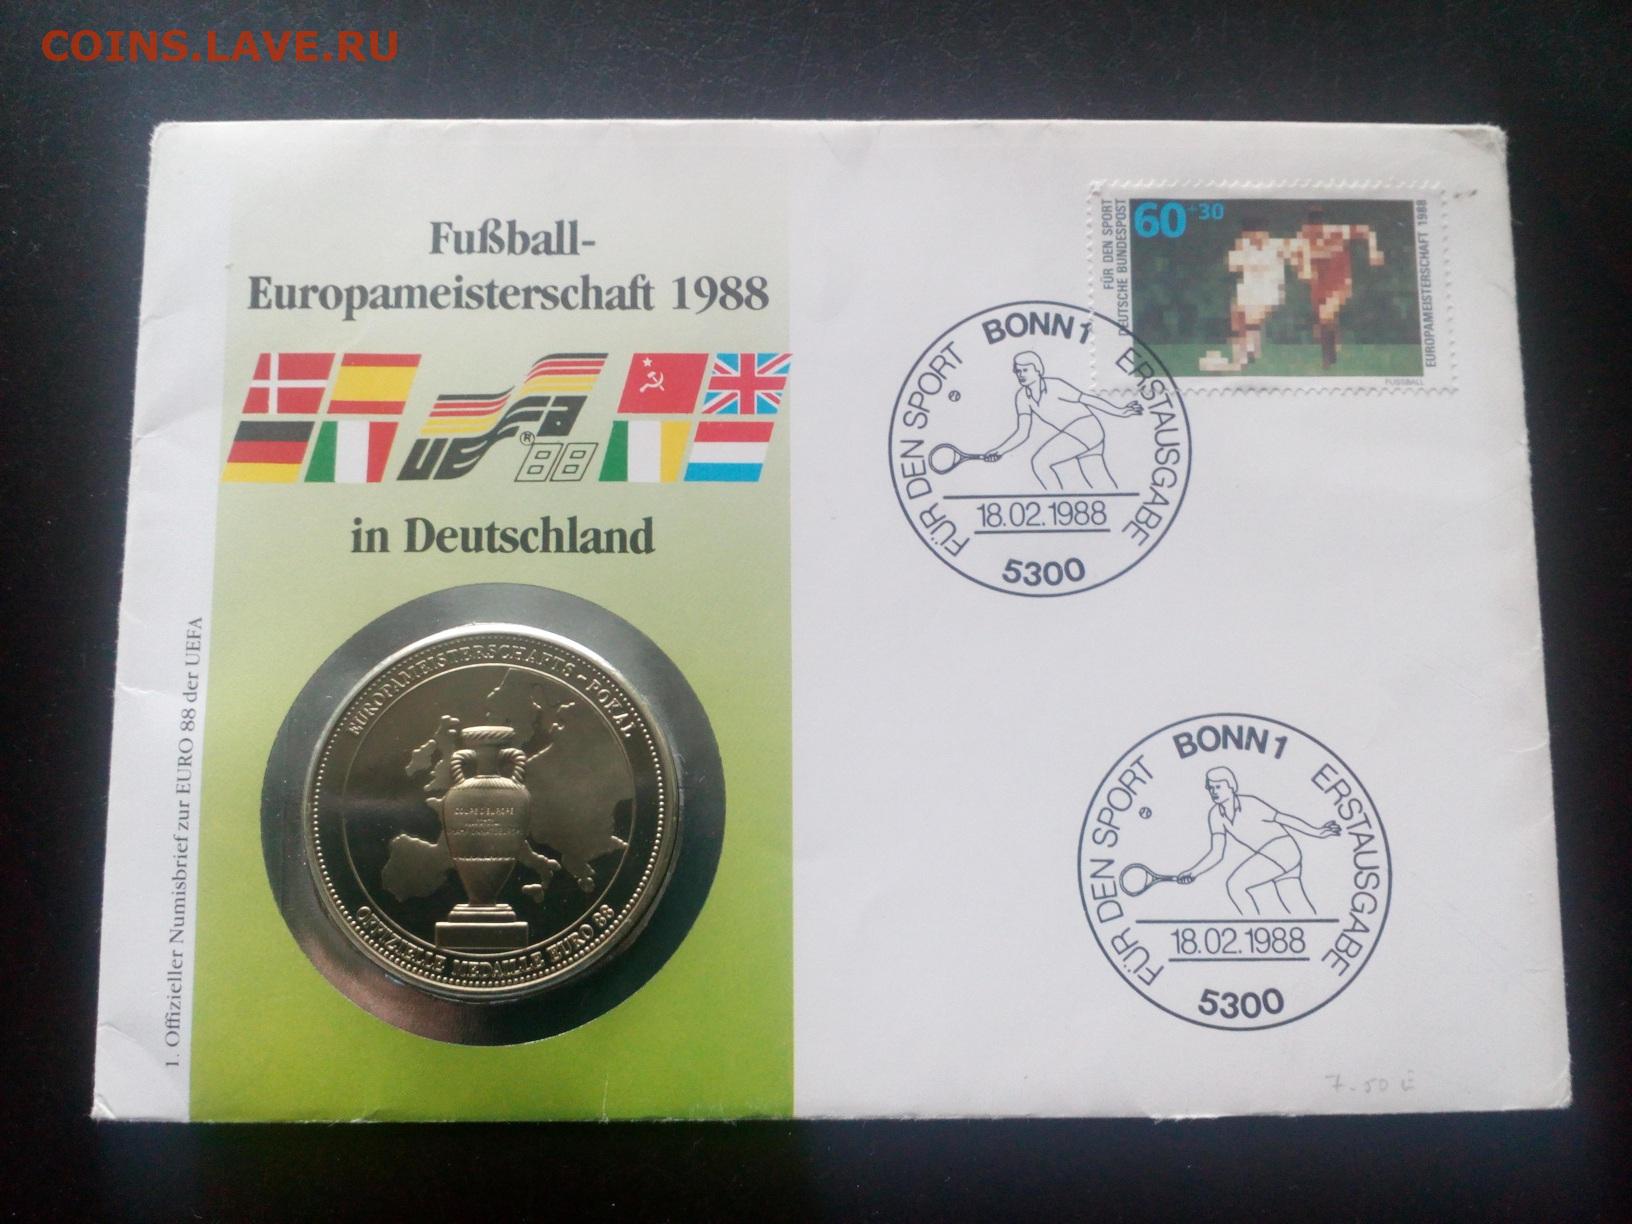 COINS.LAVE.RU
Fußball-
Europameisterschaft 1988
UEFA
®
88
in Deutschland
1. Offizieller Numisbrief zur EURO 88 der UEFA
EUROPAMEISTERSCHAFTS-POKAL
COUPE D'EUROPE
OFFIZIELLE MEDAILLE EURO 88
FÜR DEN SPORT
DEUTSCHE BUNDESPOST
60+30
EUROPAMEISTERSCHAFT 1988
FUSSBALL
BONN 1
FÜR DEN SPORT
ERSTAUSGABE
18.02.1988
5300
BONN 1
FÜR DEN SPORT
ERSTAUSGABE
18.02.1988
5300